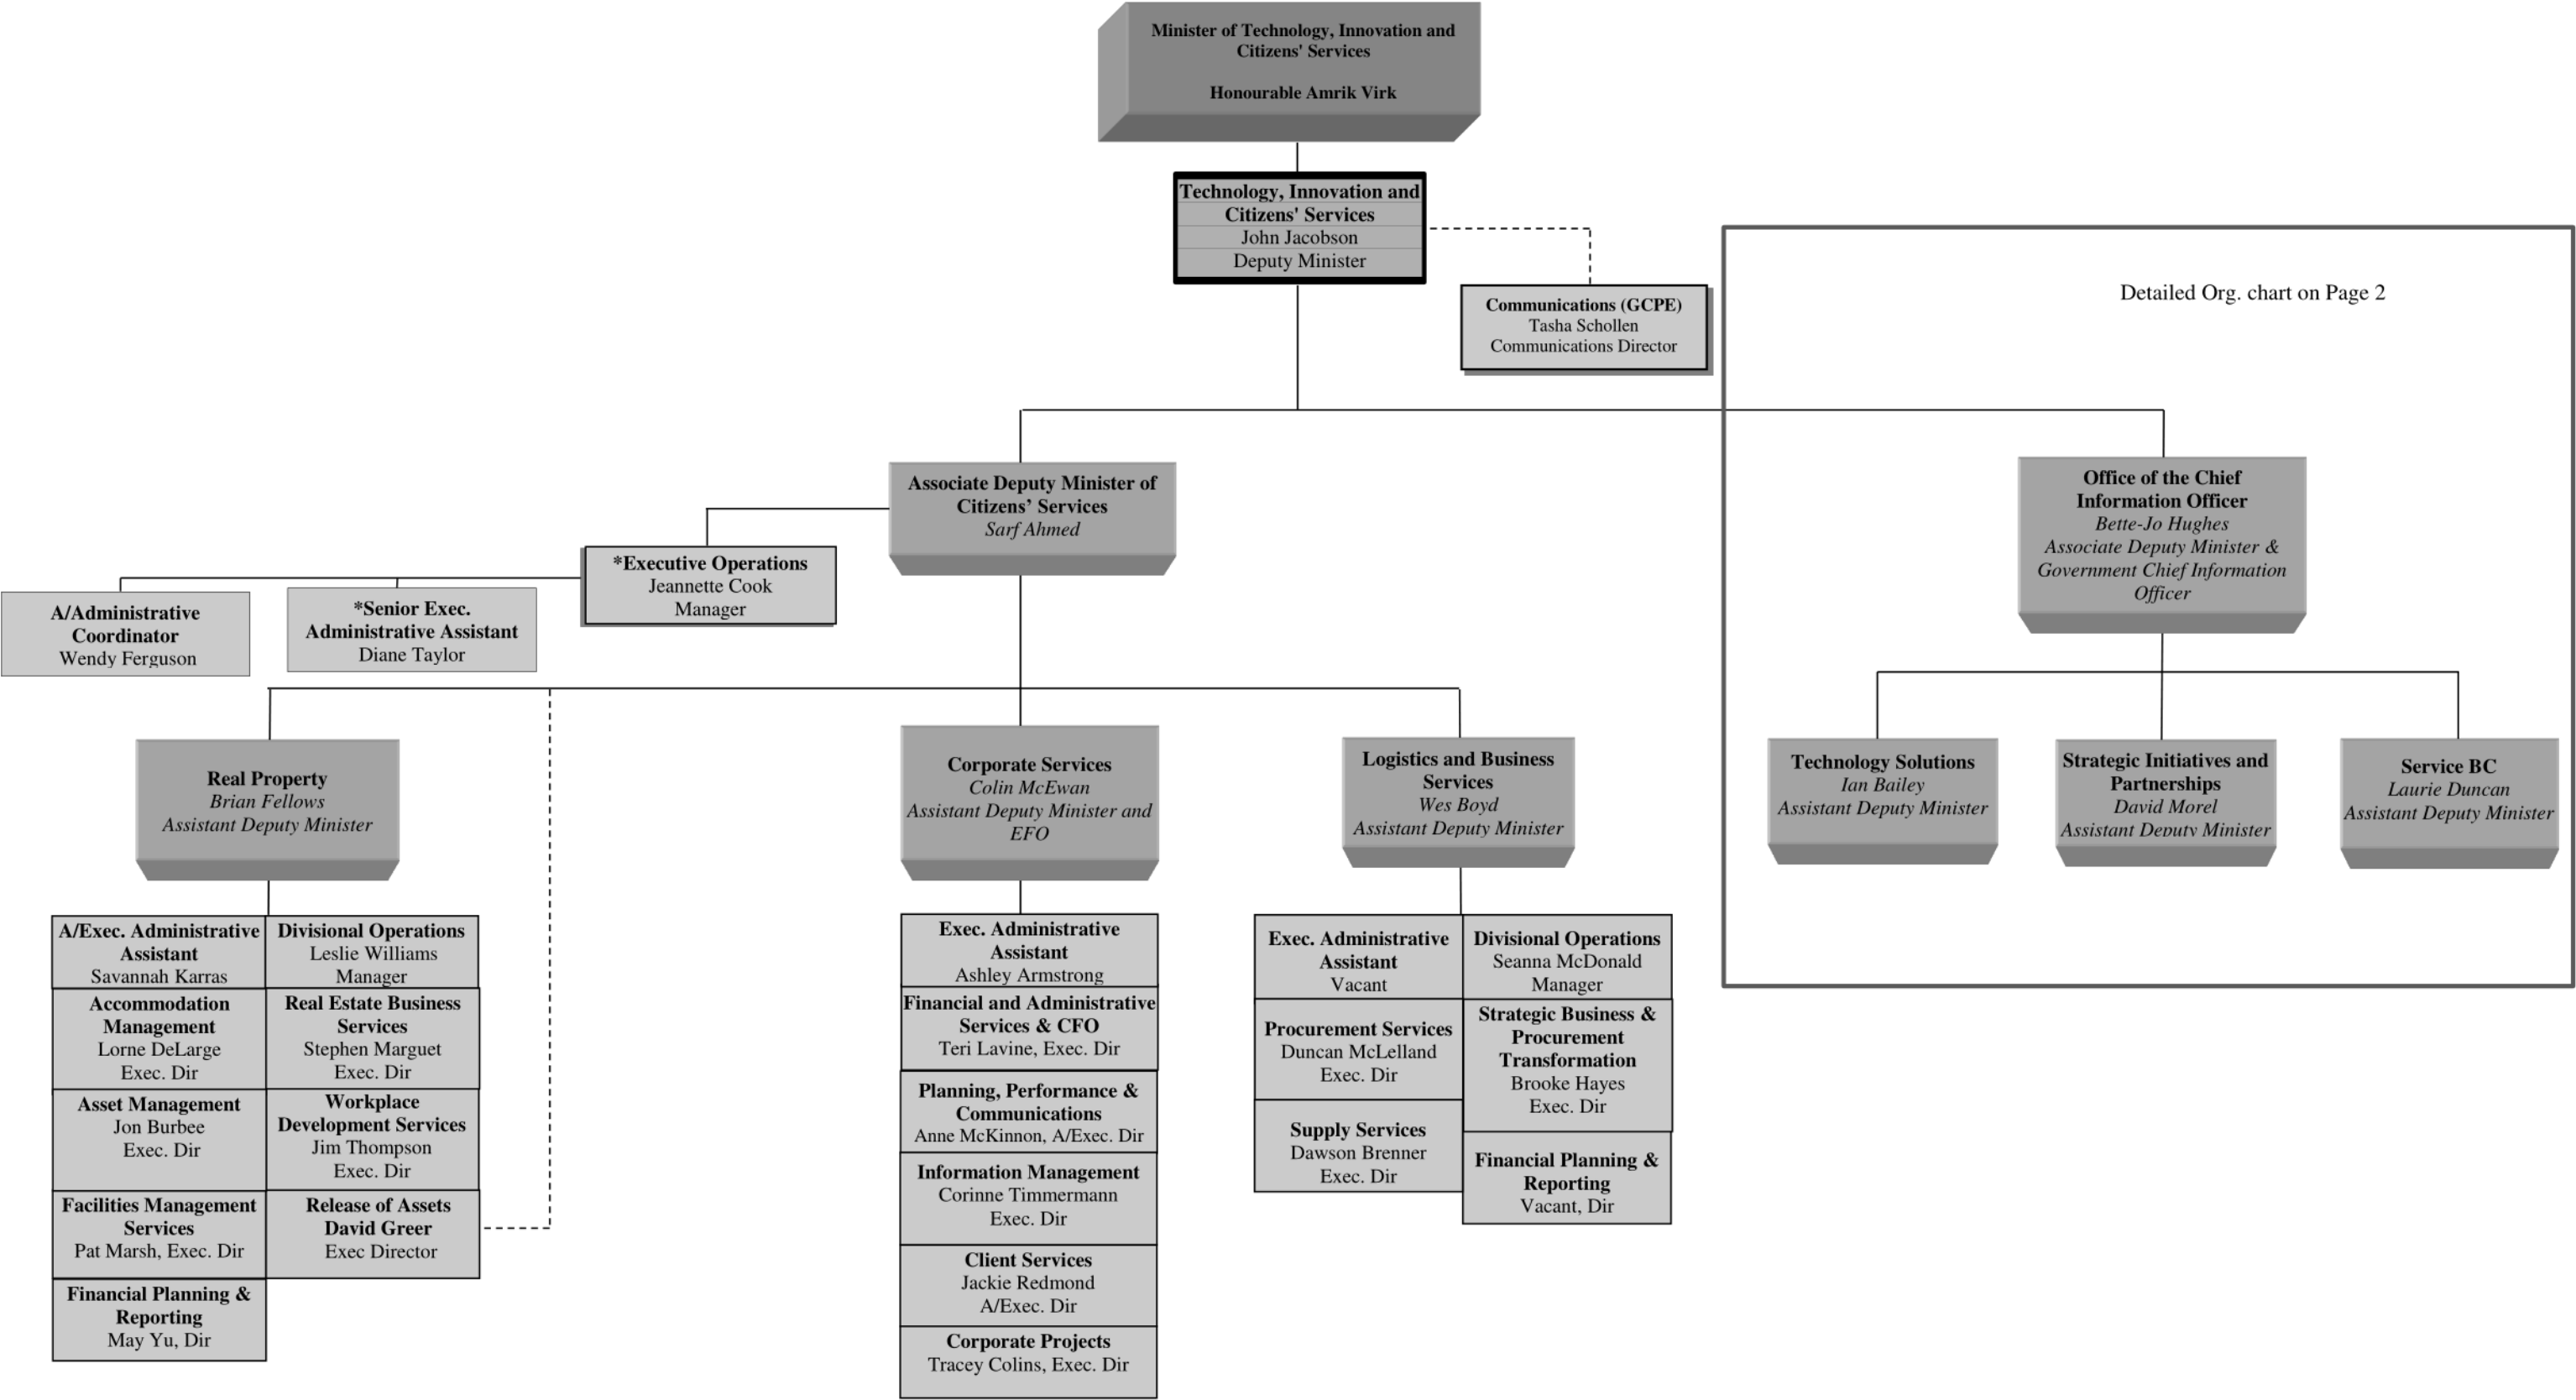 Minister of Technology, Innovation and
Citizens' Services
Honourable Amrik Virk
Technology, Innovation and
Citizens' Services
John Jacobson
Deputy Minister
Communications (GCPE)
Tasha Schollen
Communications Director
Detailed Org. chart on Page 2
Associate Deputy Minister of
Citizens’ Services
Sarf Ahmed
Office of the Chief
Information Officer
Bette-Jo Hughes
Associate Deputy Minister &
Government Chief Information
Officer
*Executive Operations
Jeannette Cook
Manager
A/Administrative
Coordinator
Wendy Ferguson
*Senior Exec.
Administrative Assistant
Diane Taylor
Real Property
Brian Fellows
Assistant Deputy Minister
Corporate Services
Colin McEwan
Assistant Deputy Minister and
EFO
Logistics and Business
Services
Wes Boyd
Assistant Deputy Minister
Technology Solutions
Ian Bailey
Assistant Deputy Minister
Strategic Initiatives and
Partnerships
David Morel
Assistant Deputy Minister
Service BC
Laurie Duncan
Assistant Deputy Minister
A/Exec. Administrative
Assistant
Savannah Karras
Divisional Operations
Leslie Williams
Manager
Accommodation
Management
Lorne DeLarge
Exec. Dir
Real Estate Business
Services
Stephen Marguet
Exec. Dir
Asset Management
Jon Burbee
Exec. Dir
Workplace
Development Services
Jim Thompson
Exec. Dir
Facilities Management
Services
Pat Marsh, Exec. Dir
Release of Assets
David Greer
Exec Director
Financial Planning &
Reporting
May Yu, Dir
Exec. Administrative
Assistant
Ashley Armstrong
Financial and Administrative
Services & CFO
Teri Lavine, Exec. Dir
Planning, Performance &
Communications
Anne McKinnon, A/Exec. Dir
Information Management
Corinne Timmermann
Exec. Dir
Client Services
Jackie Redmond
A/Exec. Dir
Corporate Projects
Tracey Colins, Exec. Dir
Exec. Administrative
Assistant
Vacant
Divisional Operations
Seanna McDonald
Manager
Procurement Services
Duncan McLelland
Exec. Dir
Strategic Business &
Procurement
Transformation
Brooke Hayes
Exec. Dir
Supply Services
Dawson Brenner
Exec. Dir
Financial Planning &
Reporting
Vacant, Dir